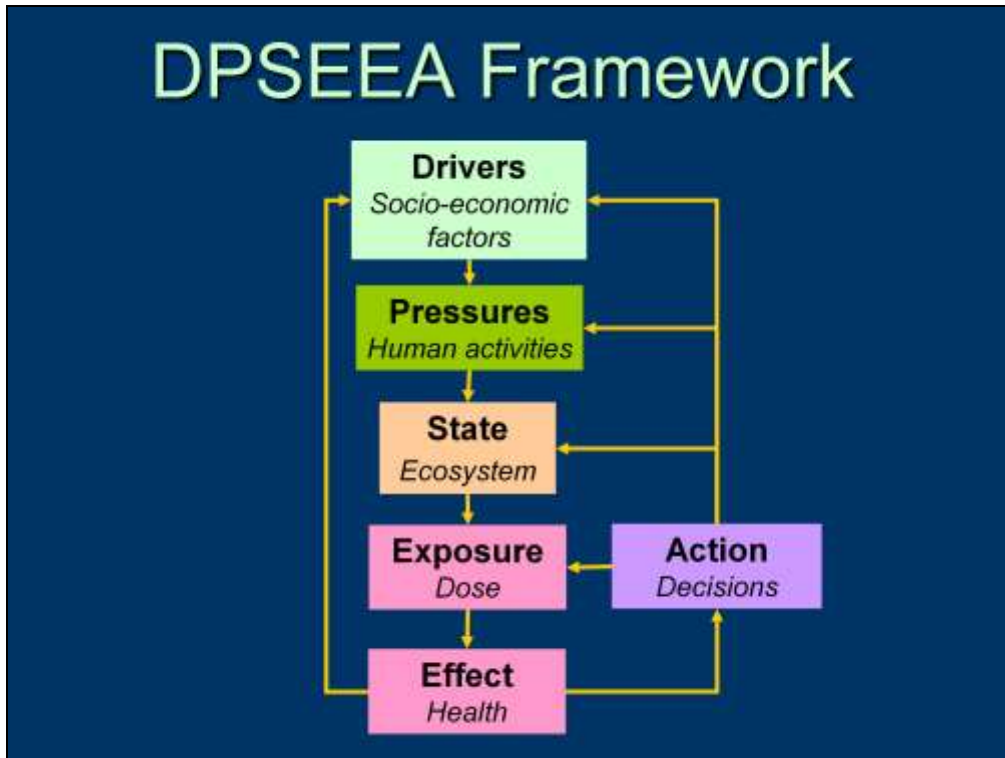 DPSEEA Framework
Drivers
Socio-economic
factors
Pressures
Human activities
State
Ecosystem
Exposure
Dose
Action
Decisions
Effect
Health